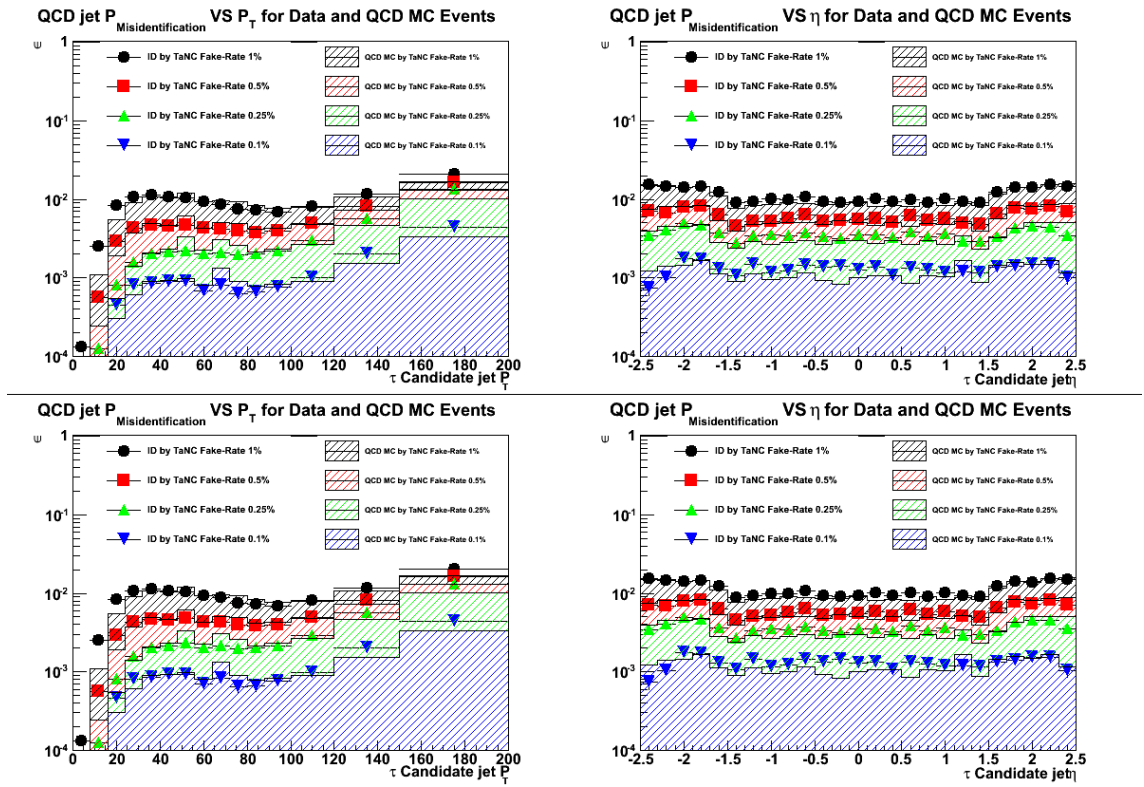 QCD jet P Misidentification VS P T for Data and QCD MC Events
ϵ
1
ID by TaNC Fake-Rate 1% QCD MC by TaNC Fake-Rate 1%
ID by TaNC Fake-Rate 0.5% QCD MC by TaNC Fake-Rate 0.5%
10-1
ID by TaNC Fake-Rate 0.25% QCD MC by TaNC Fake-Rate 0.25%
ID by TaNC Fake-Rate 0.1% QCD MC by TaNC Fake-Rate 0.1%
10-2
10-3
10-4
0 20 40 60 80 100 120 140 160 180 200
τ Candidate jet P T
QCD jet P Misidentification VS η for Data and QCD MC Events
ϵ
1
ID by TaNC Fake-Rate 1% QCD MC by TaNC Fake-Rate 1%
ID by TaNC Fake-Rate 0.5% QCD MC by TaNC Fake-Rate 0.5%
10-1
ID by TaNC Fake-Rate 0.25% QCD MC by TaNC Fake-Rate 0.25%
ID by TaNC Fake-Rate 0.1% QCD MC by TaNC Fake-Rate 0.1%
10-2
10-3
10-4
-2.5 -2 -1.5 -1 -0.5 0 0.5 1 1.5 2 2.5
τ Candidate jet η
QCD jet P Misidentification VS P T for Data and QCD MC Events
ϵ
1
ID by TaNC Fake-Rate 1% QCD MC by TaNC Fake-Rate 1%
ID by TaNC Fake-Rate 0.5% QCD MC by TaNC Fake-Rate 0.5%
10-1
ID by TaNC Fake-Rate 0.25% QCD MC by TaNC Fake-Rate 0.25%
ID by TaNC Fake-Rate 0.1% QCD MC by TaNC Fake-Rate 0.1%
10-2
10-3
10-4
0 20 40 60 80 100 120 140 160 180 200
τ Candidate jet P T
QCD jet P Misidentification VS η for Data and QCD MC Events
ϵ
1
ID by TaNC Fake-Rate 1% QCD MC by TaNC Fake-Rate 1%
ID by TaNC Fake-Rate 0.5% QCD MC by TaNC Fake-Rate 0.5%
10-1
ID by TaNC Fake-Rate 0.25% QCD MC by TaNC Fake-Rate 0.25%
ID by TaNC Fake-Rate 0.1% QCD MC by TaNC Fake-Rate 0.1%
10-2
10-3
10-4
-2.5 -2 -1.5 -1 -0.5 0 0.5 1 1.5 2 2.5
τ Candidate jet η